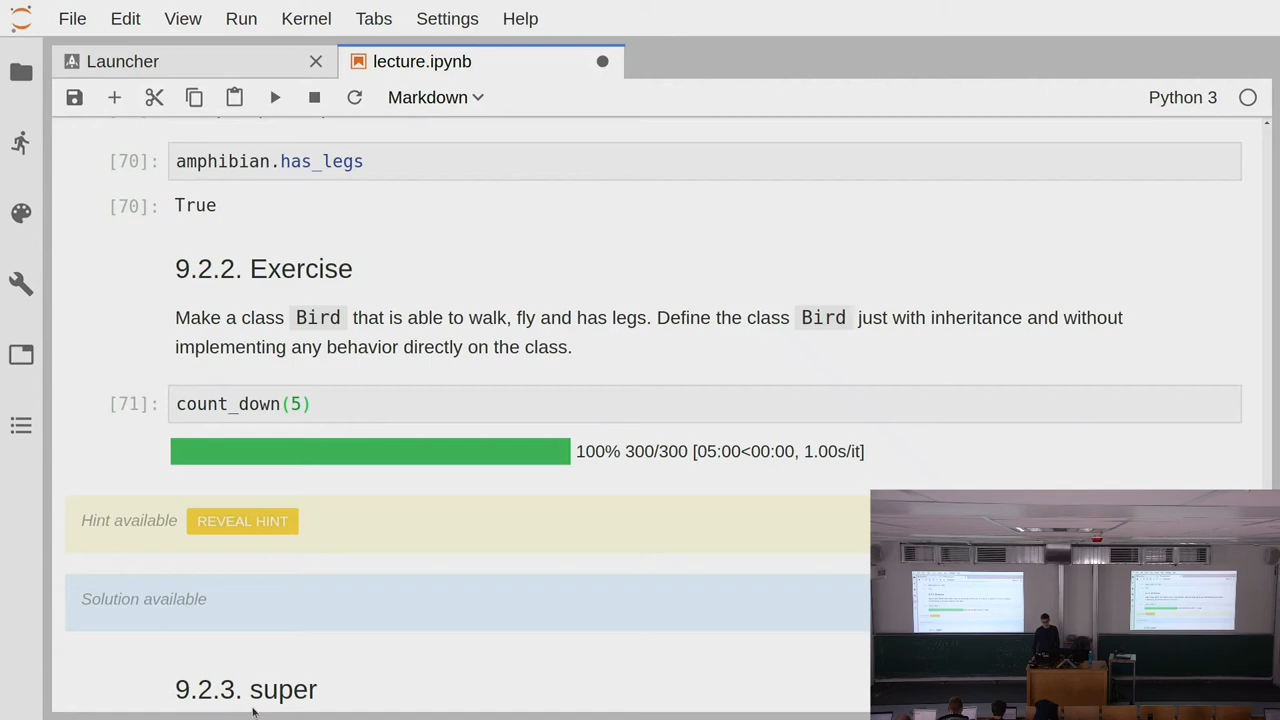 File Edit View Run Kernel Tabs Settings Help
Launcher
lecture.ipynb
Markdown
Python 3
[70]: amphibian.has_legs
[70]: True
9.2.2. Exercise
Make a class Bird that is able to walk, fly and has legs. Define the class Bird just with inheritance and without
implementing any behavior directly on the class.
[71]: count_down(5)
100% 300/300 [05:00<00:00, 1.00s/it]
Hint available REVEAL HINT
Solution available
9.2.3. super